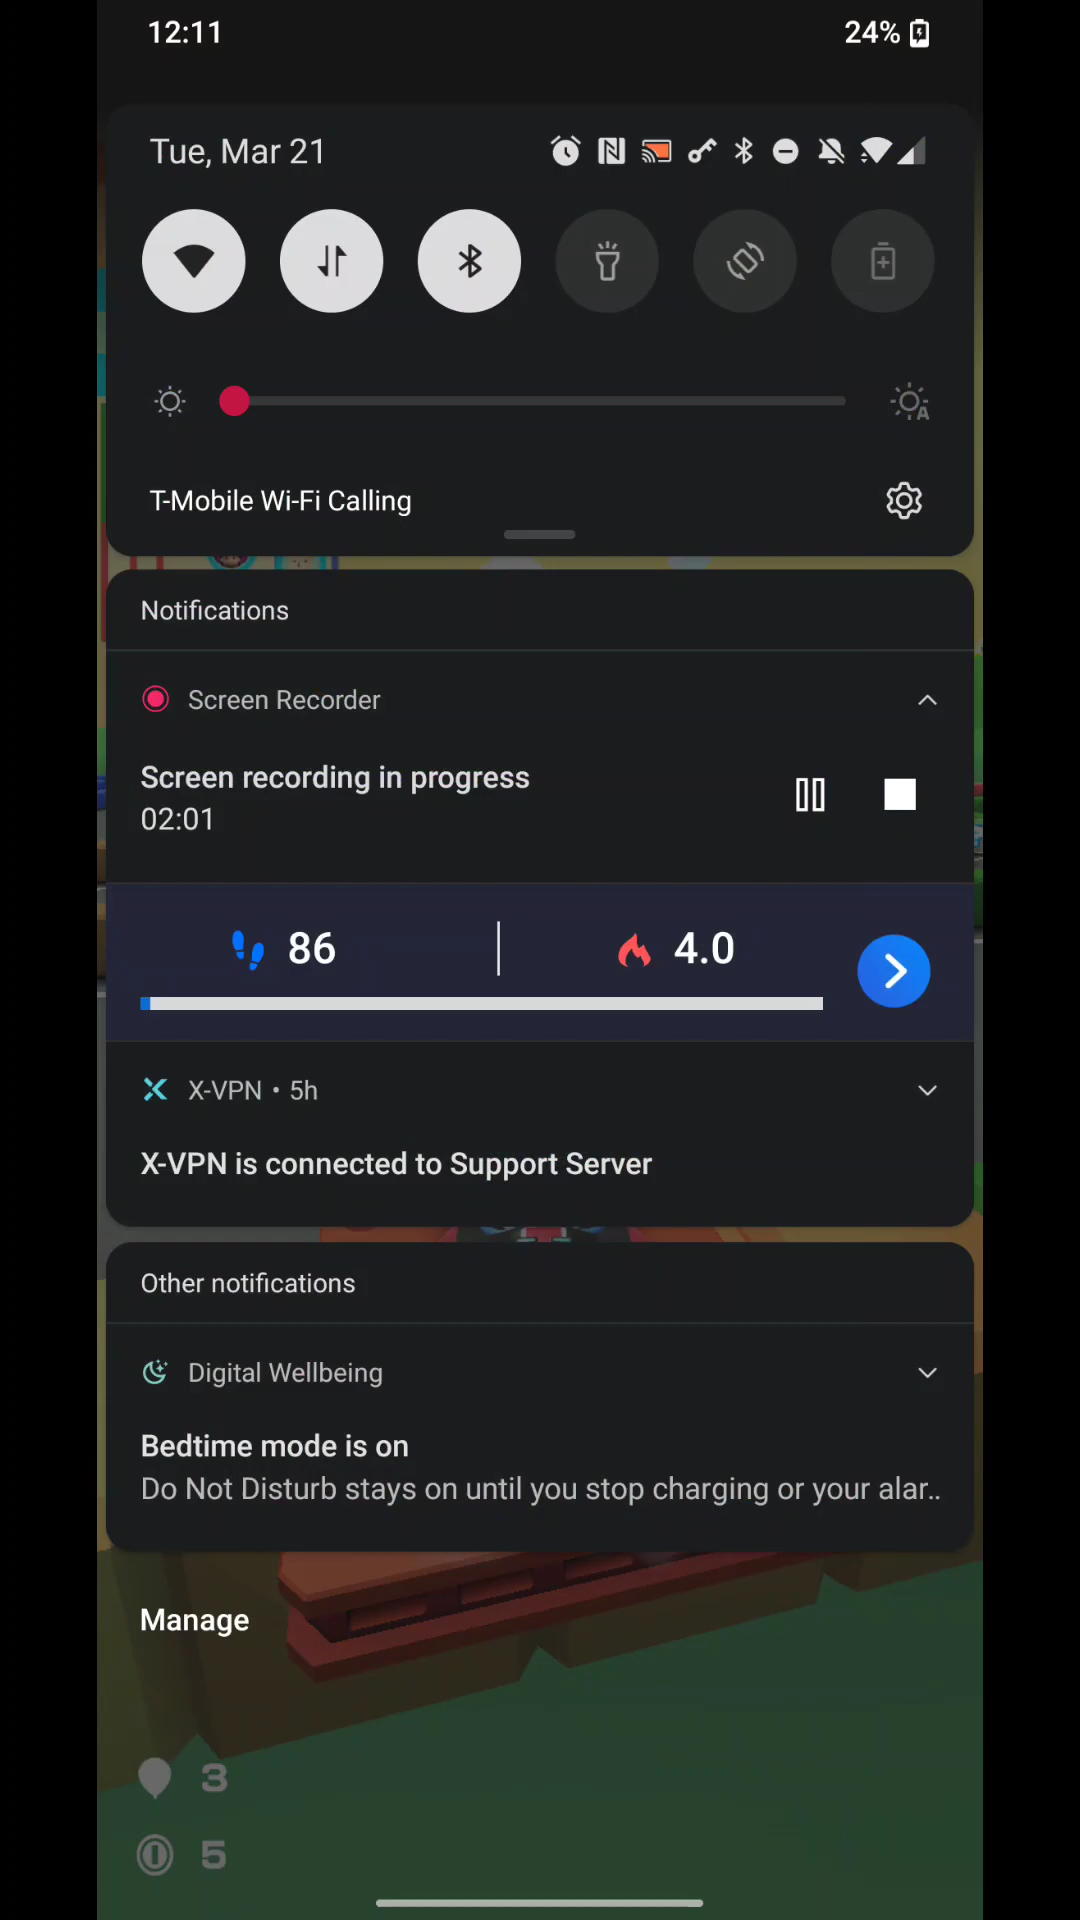 12:11
24%
Tue, Mar 21
T-Mobile Wi-Fi Calling
Notifications
Screen Recorder
Screen recording in progress
02:01
86
4.0
X-VPN • 5h
X-VPN is connected to Support Server
Other notifications
Digital Wellbeing
Bedtime mode is on
Do Not Disturb stays on until you stop charging or your alar..
Manage
3
5